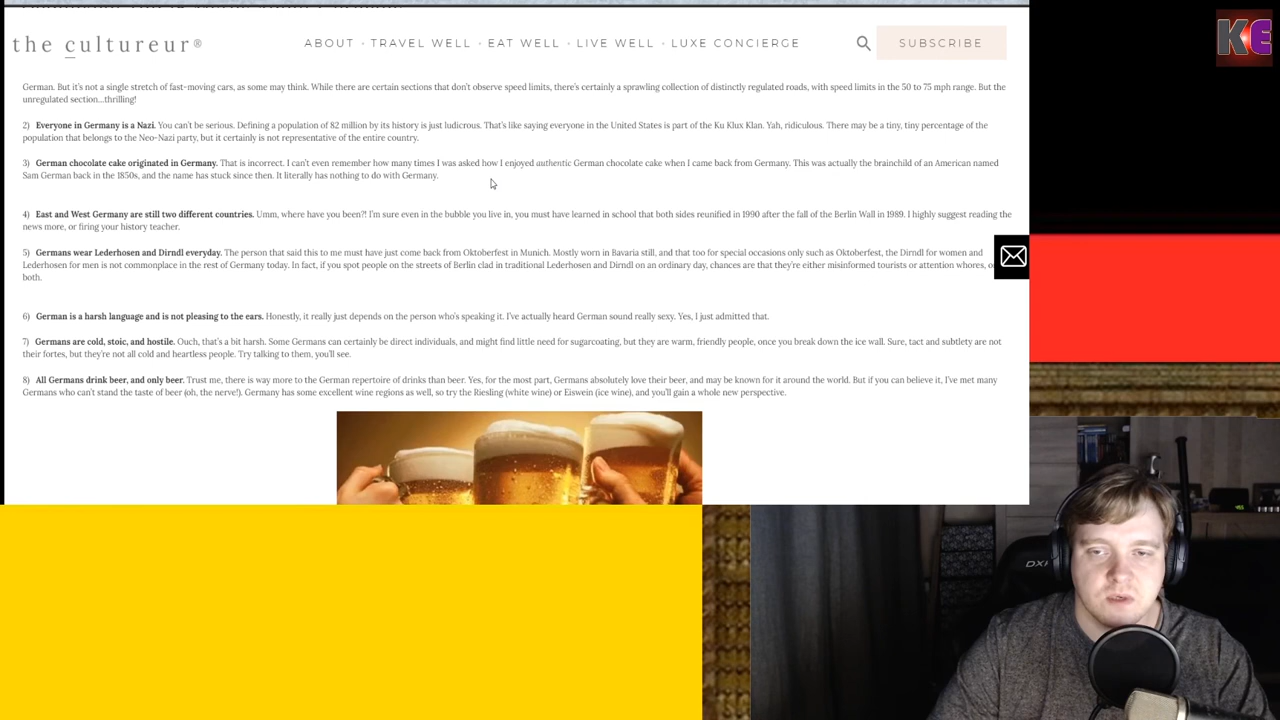 the cultureur®
ABOUT • TRAVEL WELL • EAT WELL • LIVE WELL • LUXE CONCIERGE
SUBSCRIBE
KE
German. But it's not a single stretch of fast-moving cars, as some may think. While there are certain sections that don't observe speed limits, there's certainly a sprawling collection of distinctly regulated roads, with speed limits in the 50 to 75 mph range. But the
unregulated section...thrilling!
2) Everyone in Germany is a Nazi. You can't be serious. Defining a population of 82 million by its history is just ludicrous. That's like saying everyone in the United States is part of the Ku Klux Klan. Yah, ridiculous. There may be a tiny, tiny percentage of the
population that belongs to the Neo-Nazi party, but it certainly is not representative of the entire country.
3) German chocolate cake originated in Germany. That is incorrect. I can't even remember how many times I was asked how I enjoyed authentic German chocolate cake when I came back from Germany. This was actually the brainchild of an American named
Sam German back in the 1850s, and the name has stuck since then. It literally has nothing to do with Germany.
4) East and West Germany are still two different countries. Umm, where have you been?! I'm sure even in the bubble you live in, you must have learned in school that both sides reunified in 1990 after the fall of the Berlin Wall in 1989. I highly suggest reading the
news more, or firing your history teacher.
5) Germans wear Lederhosen and Dirndl everyday. The person that said this to me must have just come back from Oktoberfest in Munich. Mostly worn in Bavaria still, and that too for special occasions only such as Oktoberfest, the Dirndl for women and
Lederhosen for men is not commonplace in the rest of Germany today. In fact, if you spot people on the streets of Berlin clad in traditional Lederhosen and Dirndl on an ordinary day, chances are that they're either misinformed tourists or attention whores, o
both.
6) German is a harsh language and is not pleasing to the ears. Honestly, it really just depends on the person who's speaking it. I've actually heard German sound really sexy. Yes, I just admitted that.
7) Germans are cold, stoic, and hostile. Ouch, that's a bit harsh. Some Germans can certainly be direct individuals, and might find little need for sugarcoating, but they are warm, friendly people, once you break down the ice wall. Sure, tact and subtlety are not
their fortes, but they're not all cold and heartless people. Try talking to them, you'll see.
8) All Germans drink beer, and only beer. Trust me, there is way more to the German repertoire of drinks than beer. Yes, for the most part, Germans absolutely love their beer, and may be known for it around the world. But if you can believe it, I've met many
Germans who can't stand the taste of beer (oh, the nerve!). Germany has some excellent wine regions as well, so try the Riesling (white wine) or Eiswein (ice wine), and you'll gain a whole new perspective.